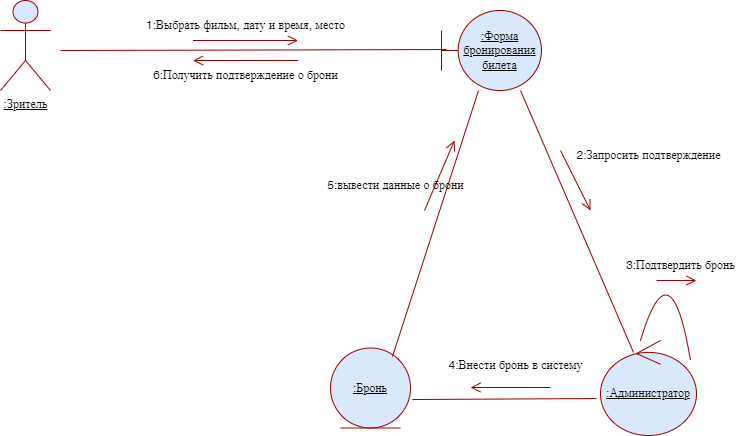 1:Выбрать фильм, дату и время, место
6:Получить подтверждение о брони
:Зритель
:Форма
бронирования
билета
2:Запросить подтверждение
5:вывести данные о брони
3:Подтвердить бронь
4:Внести бронь в систему
:Бронь
:Администратор